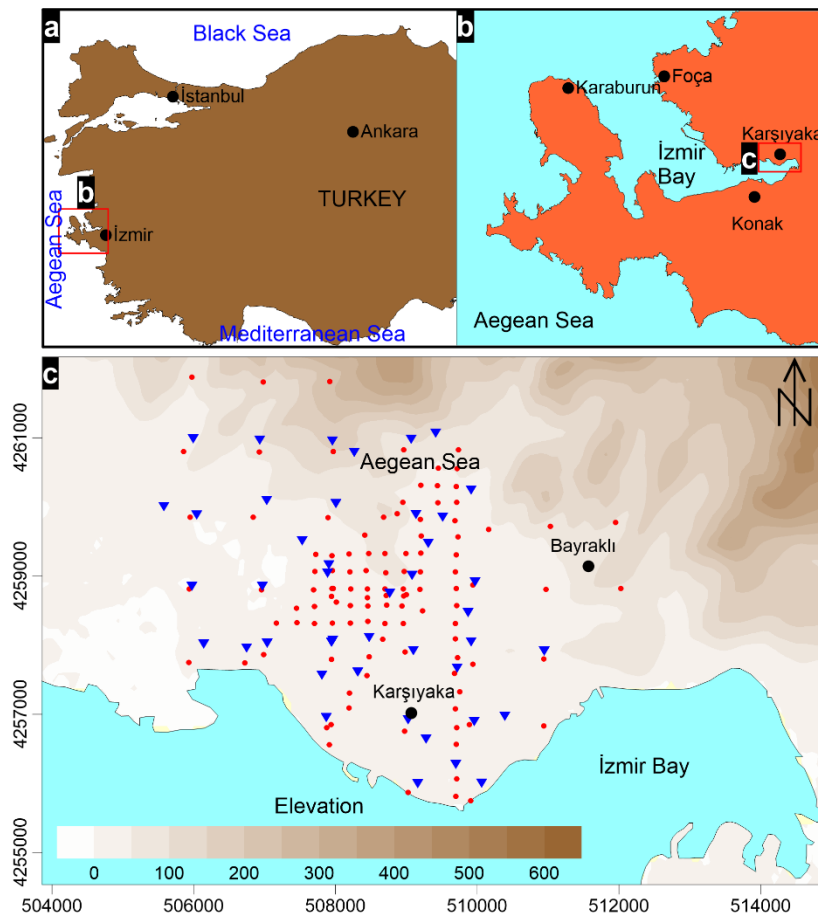 a
Black Sea
İstanbul
Ankara
TURKEY
b
İzmir
Aegean Sea
Mediterranean Sea
b
Karaburun
Foça
Karşıyaka
c
İzmir
Bay
Konak
Aegean Sea
c
N
Aegean Sea
Bayraklı
Karşıyaka
İzmir Bay
Elevation
0 100 200 300 400 500 600
4261000
4259000
4257000
4255000
504000 506000 508000 510000 512000 514000